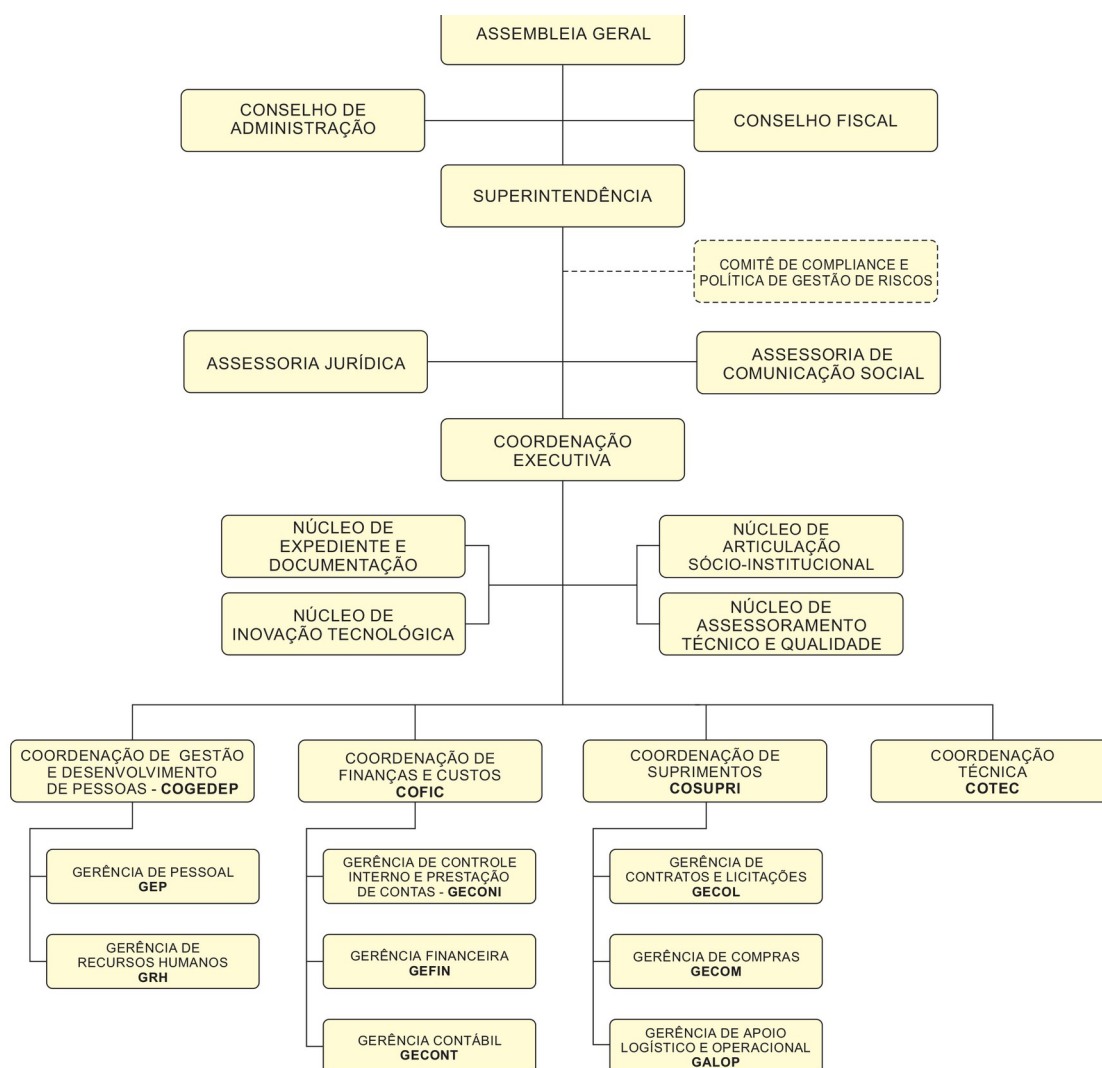 ASSEMBLEIA GERAL
CONSELHO DE
ADMINISTRAÇÃO
CONSELHO FISCAL
SUPERINTENDÊNCIA
COMITÊ DE COMPLIANCE E
POLÍTICA DE GESTÃO DE RISCOS
ASSESSORIA JURÍDICA
ASSESSORIA DE
COMUNICAÇÃO SOCIAL
COORDENAÇÃO
EXECUTIVA
NÚCLEO DE
EXPEDIENTE E
DOCUMENTAÇÃO
NÚCLEO DE
ARTICULAÇÃO
SÓCIO-INSTITUCIONAL
NÚCLEO DE
INOVAÇÃO TECNOLÓGICA
NÚCLEO DE
ASSESSORAMENTO
TÉCNICO E QUALIDADE
COORDENAÇÃO DE GESTÃO
E DESENVOLVIMENTO
DE PESSOAS - COGEDEP
COORDENAÇÃO DE
FINANÇAS E CUSTOS
COFIC
COORDENAÇÃO DE
SUPRIMENTOS
COSUPRI
COORDENAÇÃO
TÉCNICA
COTEC
GERÊNCIA DE PESSOAL
GEP
GERÊNCIA DE CONTROLE
INTERNO E PRESTAÇÃO
DE CONTAS - GECONI
GERÊNCIA DE
CONTRATOS E LICITAÇÕES
GECOL
GERÊNCIA DE
RECURSOS HUMANOS
GRH
GERÊNCIA FINANCEIRA
GEFIN
GERÊNCIA DE COMPRAS
GECOM
GERÊNCIA CONTÁBIL
GECONT
GERÊNCIA DE APOIO
LOGÍSTICO E OPERACIONAL
GALOP